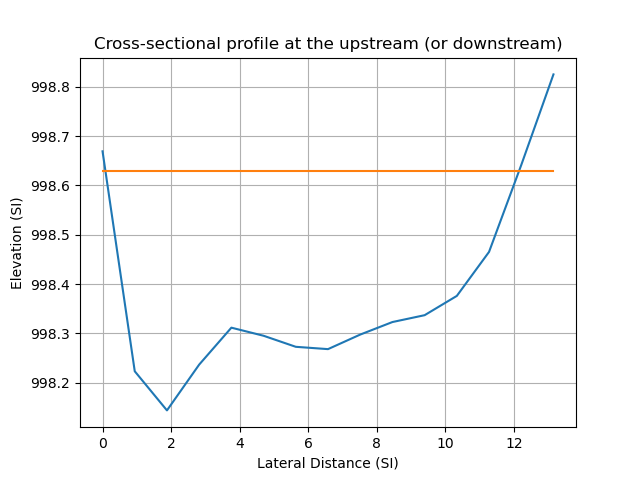 Cross-sectional profile at the upstream (or downstream)
998.8
998.7
998.6
998.5
998.4
998.3
998.2
Elevation (SI)
0 2 4 6 8 10 12
Lateral Distance (SI)